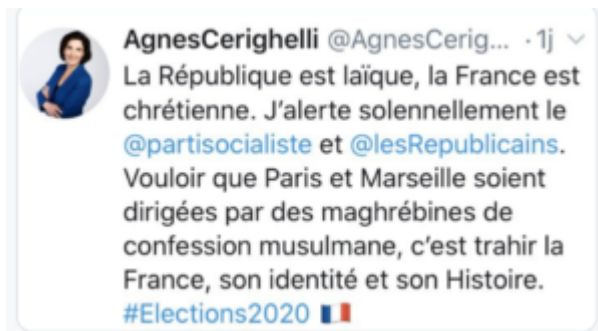 AgnesCerighelli @AgnesCerig... · 1j
La République est laïque, la France est
chrétienne. J'alerte solennellement le
@partisocialiste et @lesRepublicains.
Vouloir que Paris et Marseille soient
dirigées par des maghrébines de
confession musulmane, c'est trahir la
France, son identité et son Histoire.
#Elections2020 🇫🇷